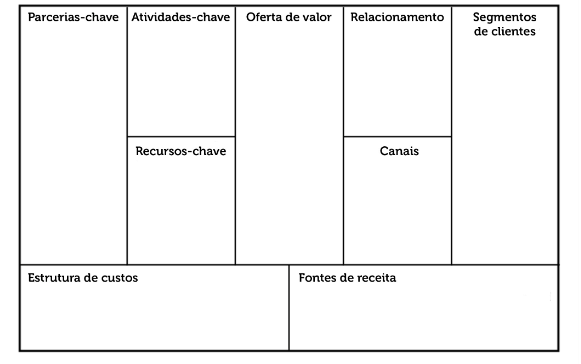 Parcerias-chave
Atividades-chave
Oferta de valor
Relacionamento
Segmentos
de clientes
Recursos-chave
Canais
Estrutura de custos
Fontes de receita